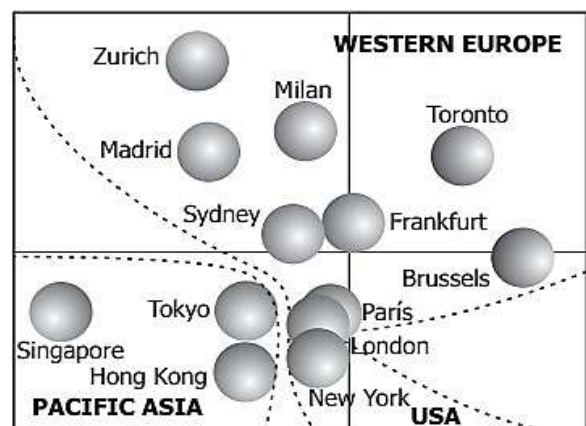 WESTERN EUROPE
Zurich
Milan
Toronto
Madrid
Sydney
Frankfurt
Brussels
Tokyo
Paris
Singapore
London
Hong Kong
New York
PACIFIC ASIA
USA